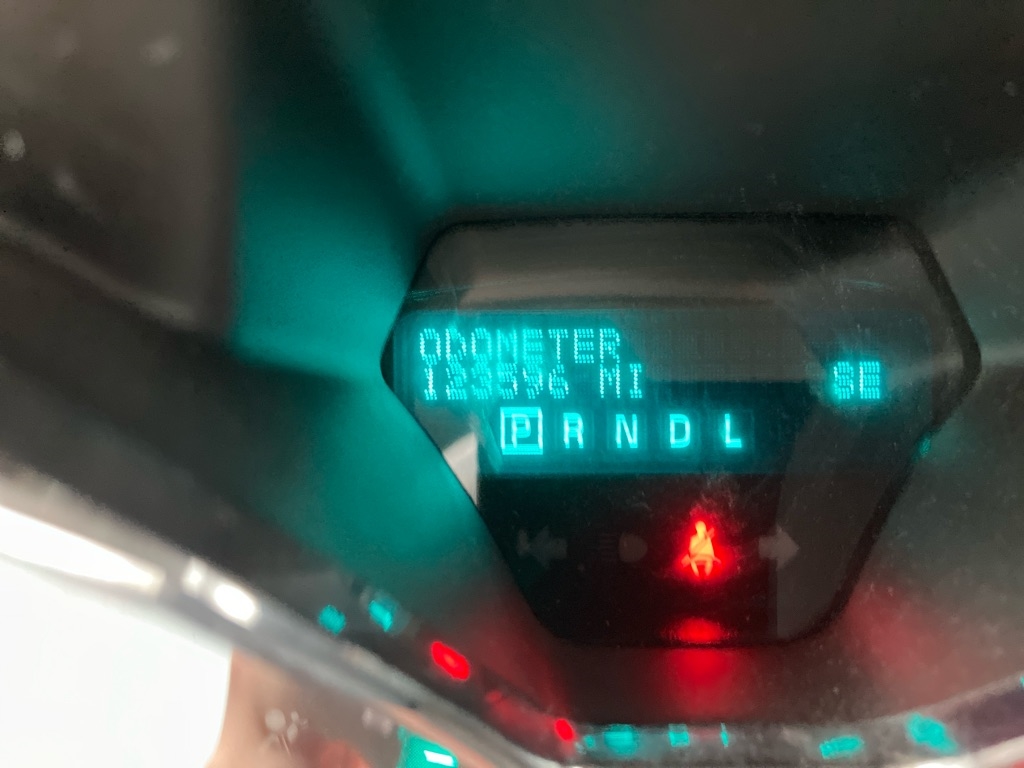 ODOMETER
123596 MI
SE
P R N D L